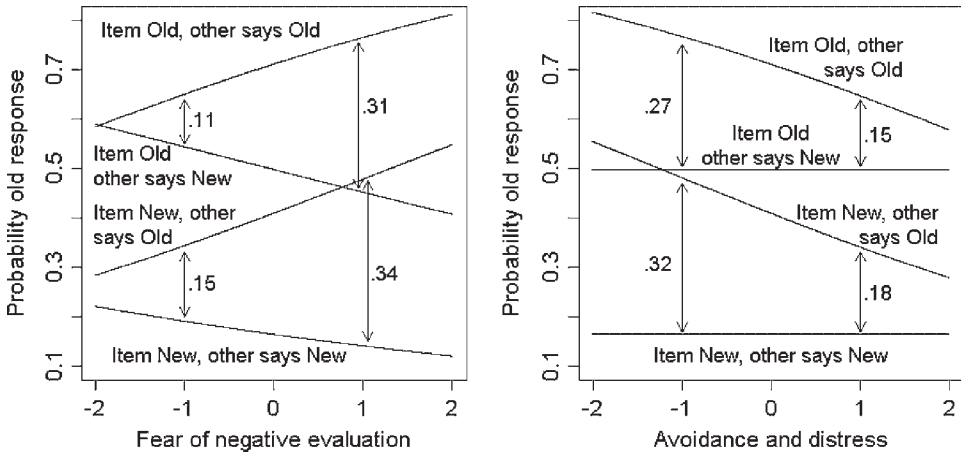 Probability old response
0.7
0.5
0.3
0.1
Item Old, other says Old
.11
.31
Item Old
other says New
Item New, other
says Old
.15
.34
Item New, other says New
-2 -1 0 1 2
Fear of negative evaluation
Probability old response
0.7
0.5
0.3
0.1
Item Old, other
says Old
.27
.15
Item Old
other says New
Item New, other
says Old
.32
.18
Item New, other says New
-2 -1 0 1 2
Avoidance and distress